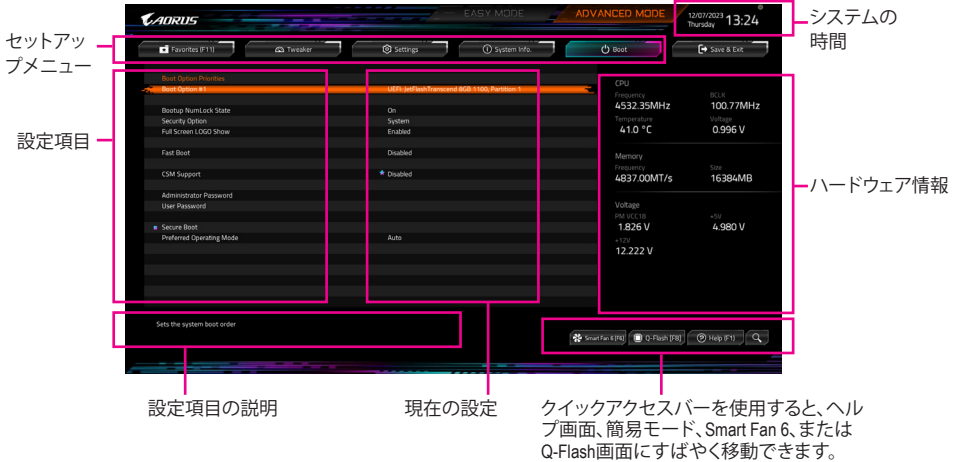 AORUS
EASY MODE
ADVANCED MODE
12/07/2023
Thursday
13:24
システムの
時間
セットアッ
プメニュー
Favorites (F11)
Tweaker
Settings
System Info.
Boot
Save & Exit
設定項目
Boot Option Priorities
Boot Option #1 UEFI: JetFlashTranscend 8GB 1100, Partition 1
Bootup NumLock State On
Security Option System
Full Screen LOGO Show Enabled
Fast Boot Disabled
CSM Support Disabled
Administrator Password
User Password
Secure Boot
Preferred Operating Mode Auto
CPU
Frequency BCLK
4532.35MHz 100.77MHz
Temperature Voltage
41.0 °C 0.996 V
Memory
Frequency Size
4837.00MT/s 16384MB
Voltage
PM VCC18 +5V
1.826 V 4.980 V
+12V
12.222 V
ハードウェア情報
Sets the system boot order
Smart Fan 6 [F6]
Q-Flash [F8]
Help (F1)
設定項目の説明
現在の設定
クイックアクセスバーを使用すると、ヘル
プ画面、簡易モード、Smart Fan 6、または
Q-Flash画面にすばやく移動できます。